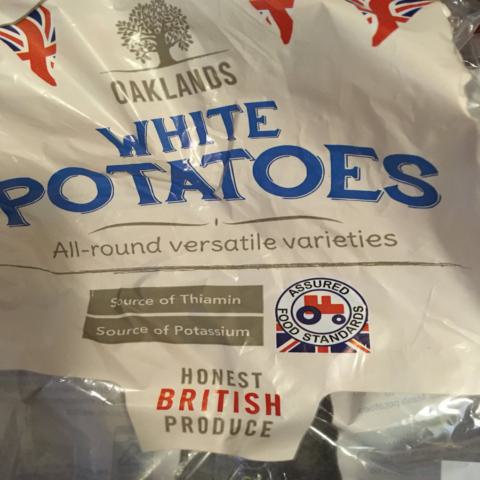 OAKLANDS
WHITE
POTATOES
All-round versatile varieties
Source of Thiamin
Source of Potassium
ASSURED
FOOD STANDARDS
HONEST
BRITISH
PRODUCE